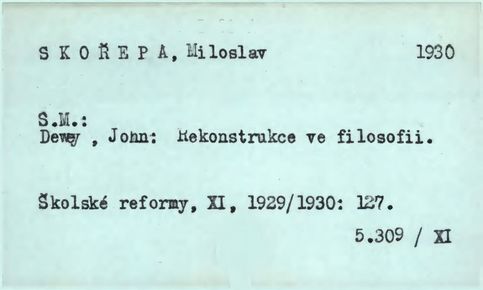 S K O Ř E P A, Miloslav 1930
S.M.:
Dewey , John: Rekonstrukce ve filosofii.
Školské reformy, XI, 1929/1930: 127.
5.309 / XI